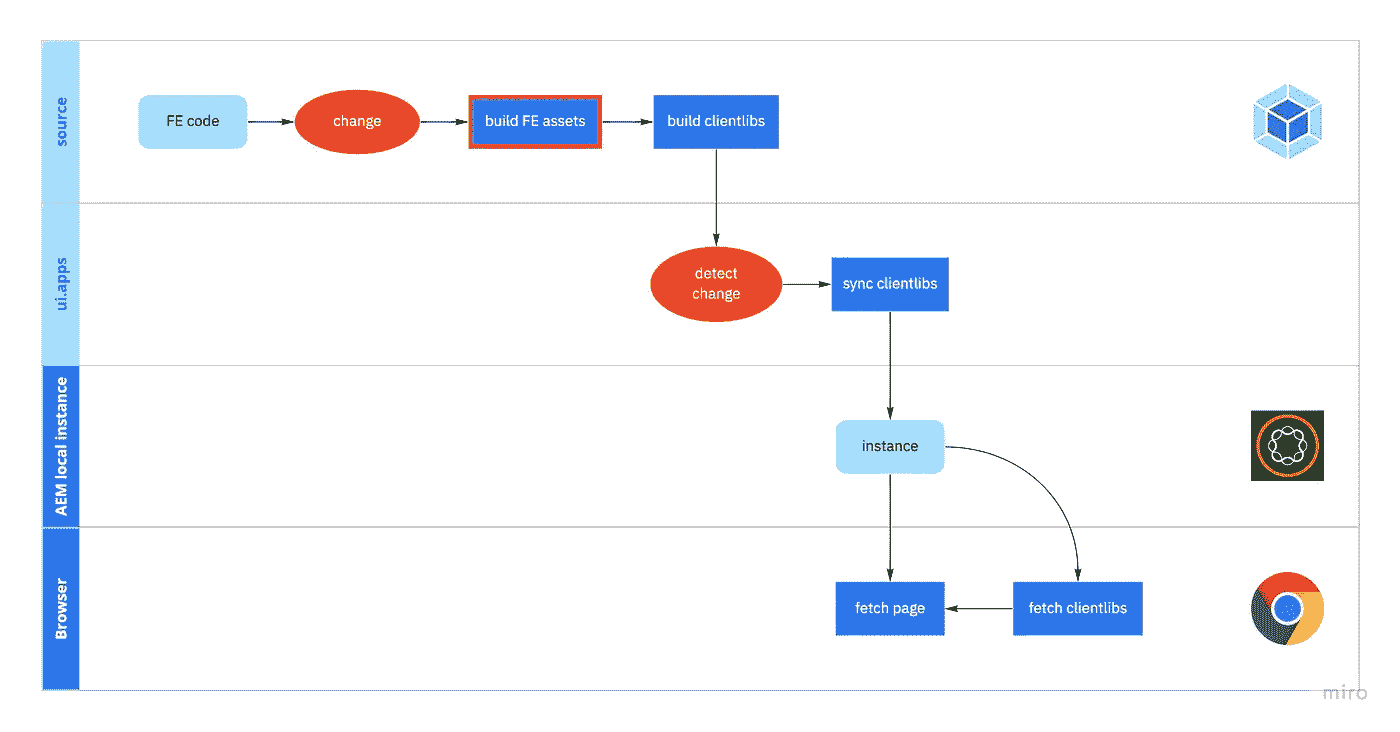 source
FE code
change
build FE assets
build clientlibs
ui.apps
detect
change
sync clientlibs
AEM local instance
instance
Browser
fetch page
fetch clientlibs
miro